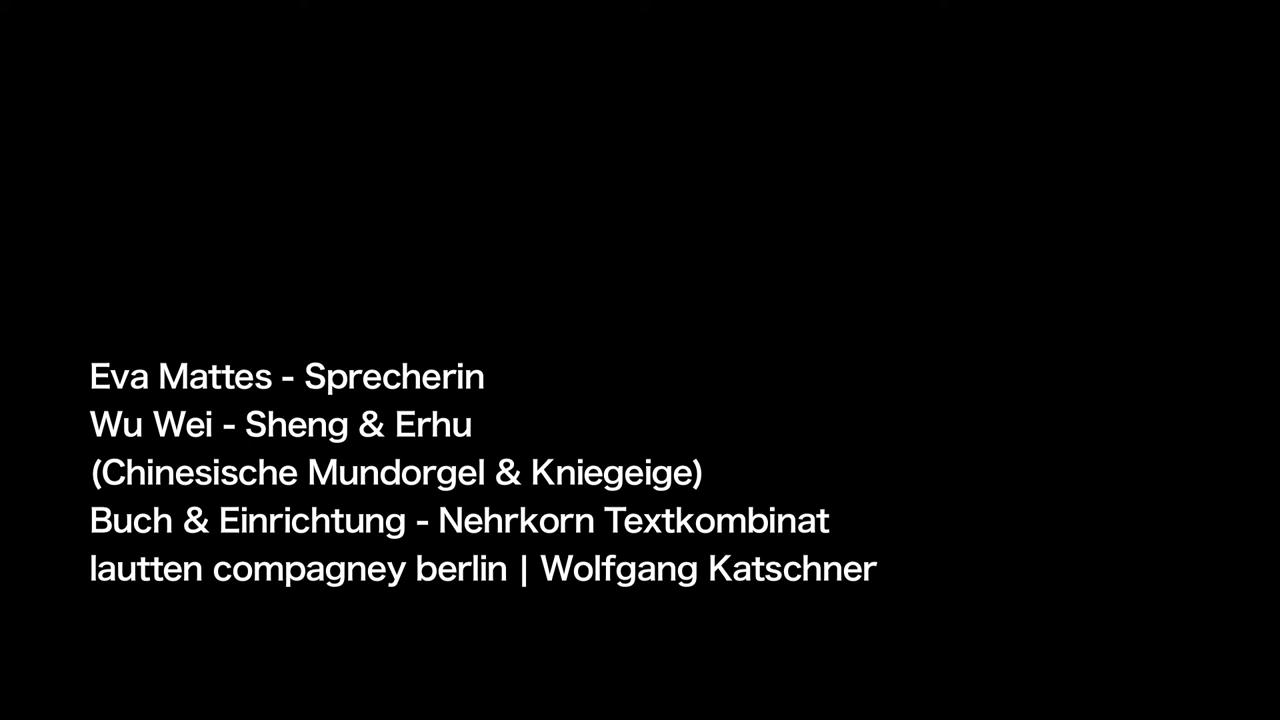 Eva Mattes - Sprecherin
Wu Wei - Sheng & Erhu
(Chinesische Mundorgel & Kniegeige)
Buch & Einrichtung - Nehrkorn Textkombinat
lautten compagney berlin | Wolfgang Katschner